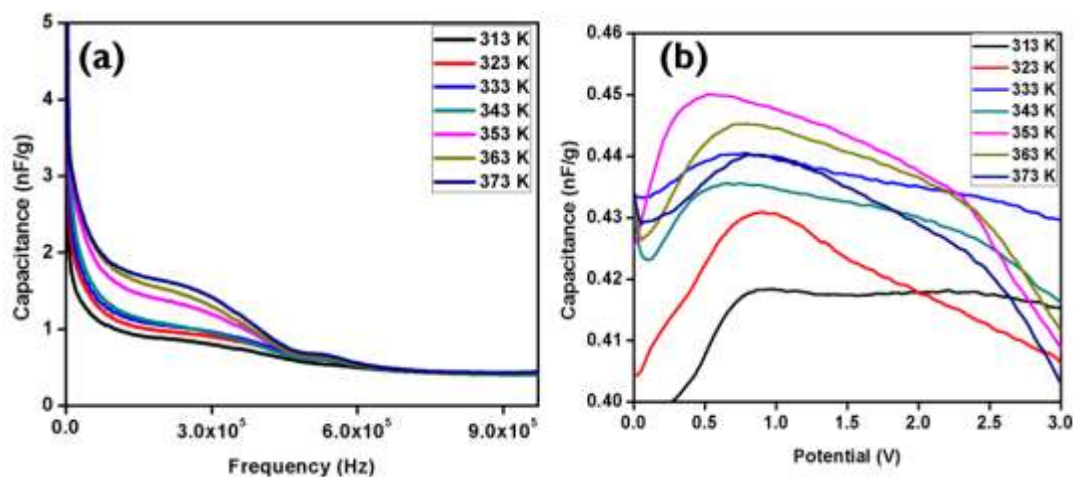 (a)
313 K
323 K
333 K
343 K
353 K
363 K
373 K
Capacitance (nF/g)
5
4
3
2
1
0
0.0
3.0x10⁵
6.0x10⁵
9.0x10⁵
Frequency (Hz)
(b)
313 K
323 K
333 K
343 K
353 K
363 K
373 K
Capacitance (nF/g)
0.46
0.45
0.44
0.43
0.42
0.41
0.40
0.0
0.5
1.0
1.5
2.0
2.5
3.0
Potential (V)